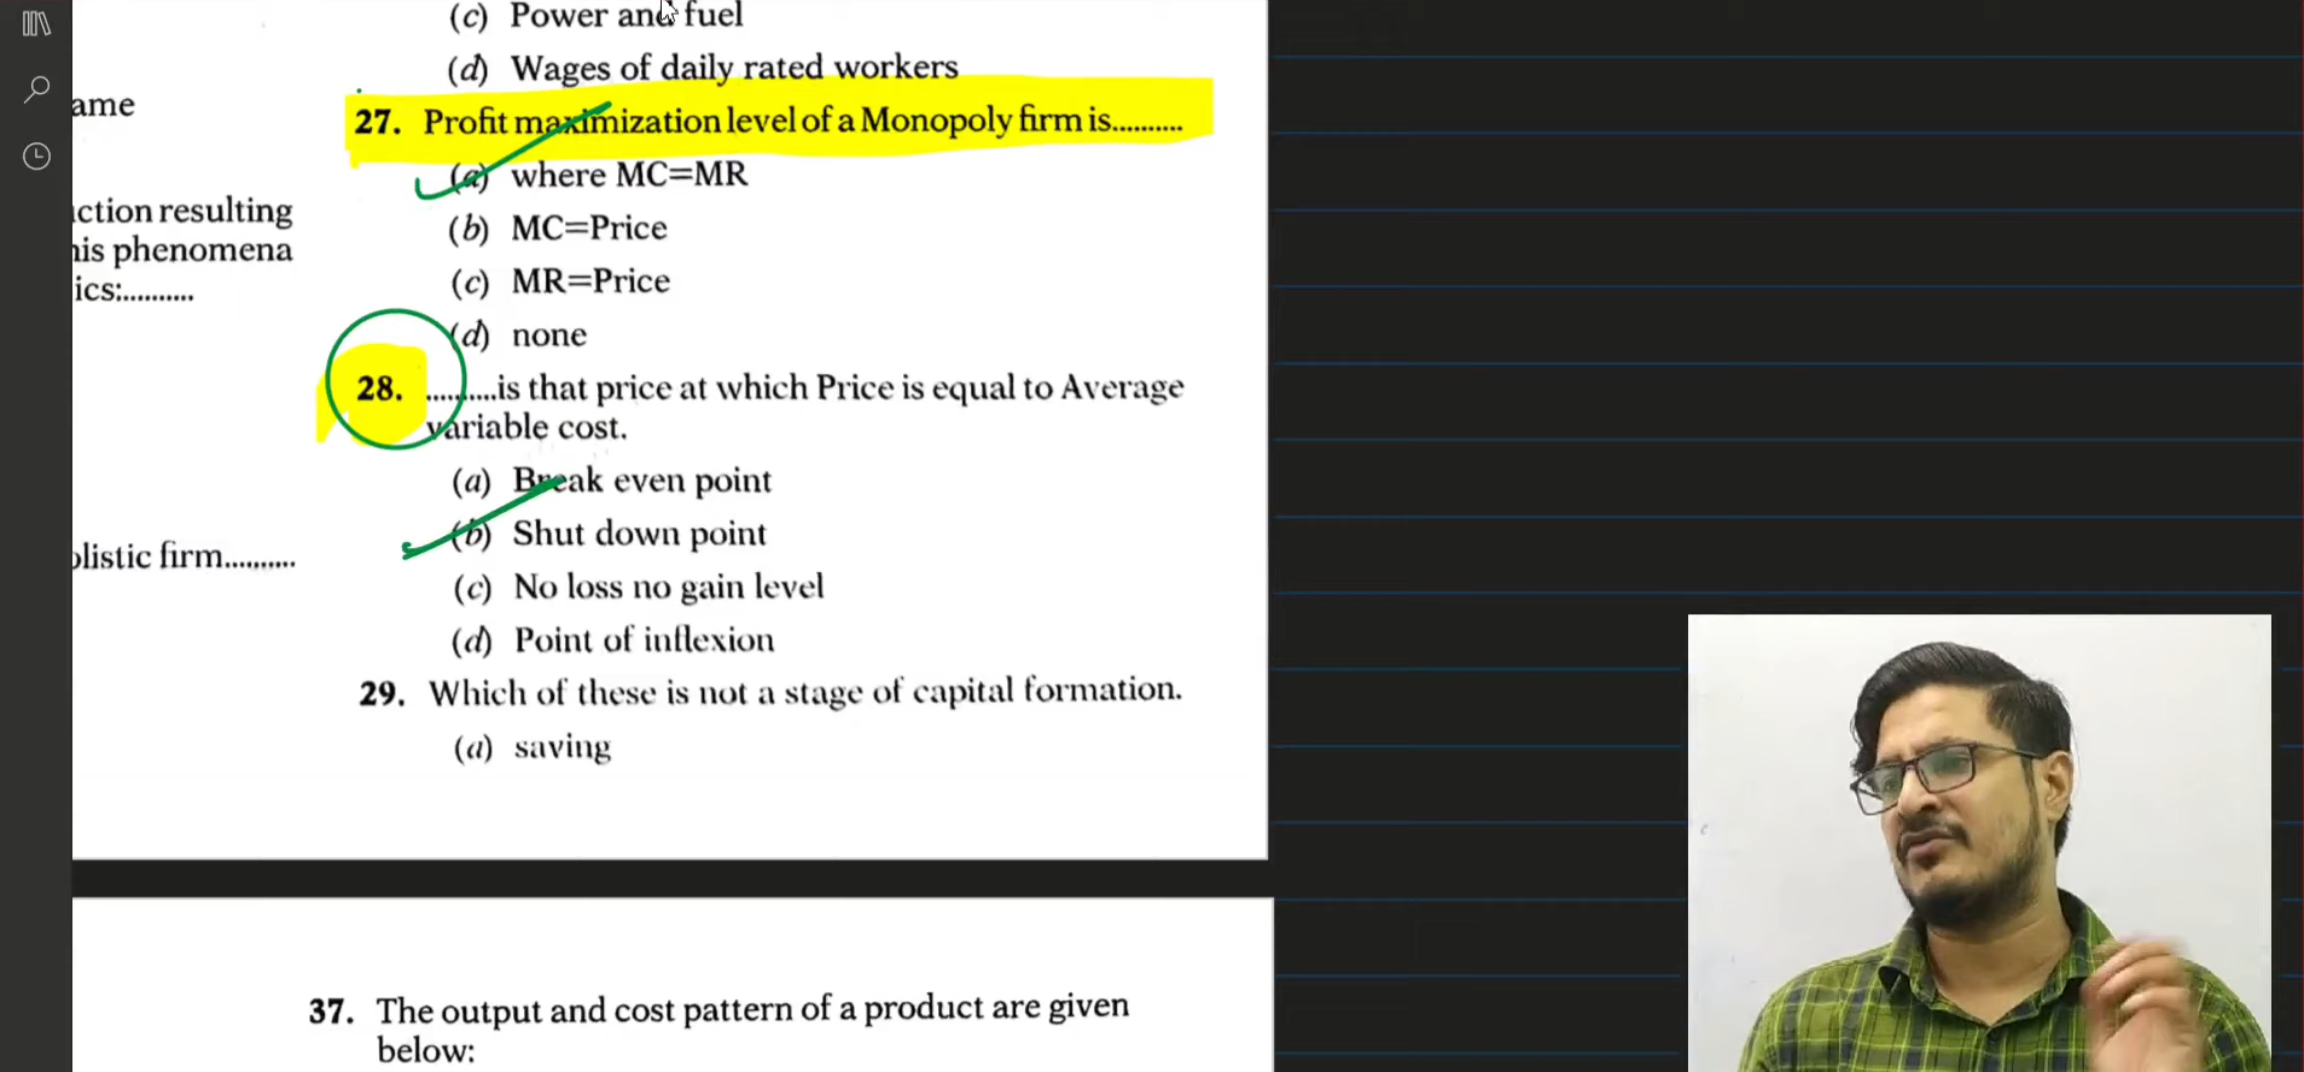 ame
ction resulting
his phenomena
ics:..........
olistic firm..........
(c) Power and fuel
(d) Wages of daily rated workers
27. Profit maximization level of a Monopoly firm is..........
(a) where MC=MR
(b) MC=Price
(c) MR=Price
(d) none
28. ..........is that price at which Price is equal to Average
variable cost.
(a) Break even point
(b) Shut down point
(c) No loss no gain level
(d) Point of inflexion
29. Which of these is not a stage of capital formation.
(a) saving
37. The output and cost pattern of a product are given
below: